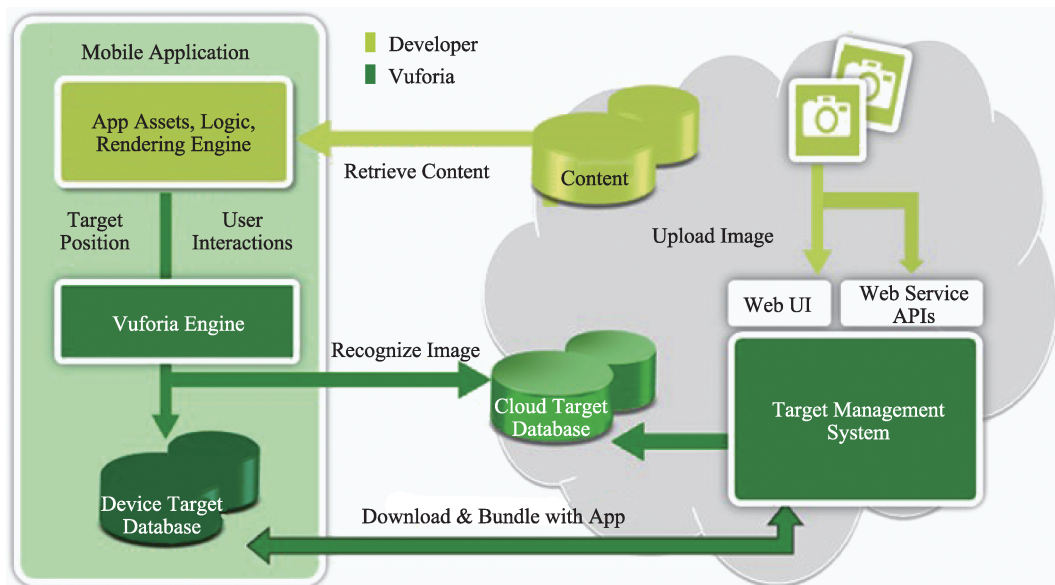 Mobile Application
Developer
Vuforia
App Assets, Logic,
Rendering Engine
Retrieve Content
Content
Target
Position
User
Interactions
Upload Image
Web UI
Web Service
APIs
Vuforia Engine
Recognize Image
Cloud Target
Database
Target Management
System
Device Target
Database
Download & Bundle with App